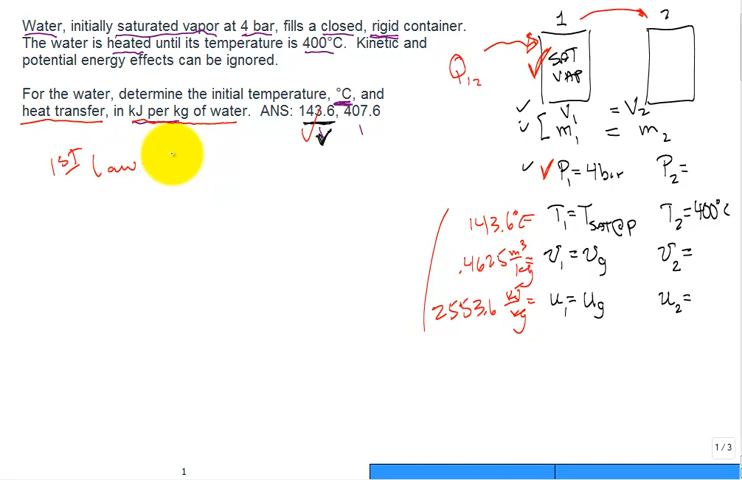 Water, initially saturated vapor at 4 bar, fills a closed, rigid container.
The water is heated until its temperature is 400°C. Kinetic and
potential energy effects can be ignored.
For the water, determine the initial temperature, °C, and
heat transfer, in kJ per kg of water. ANS: 143.6, 407.6
1ST Law
1 2
Q12
SAT
VAP
V1 = V2
m1 = m2
P1 = 4bar P2 =
143.6°C = T1 = TSAT@P T2 = 400°C
.4625 m³/kg = v1 = vg v2 =
2553.6 kJ/kg = u1 = ug u2 =
1 / 3
1